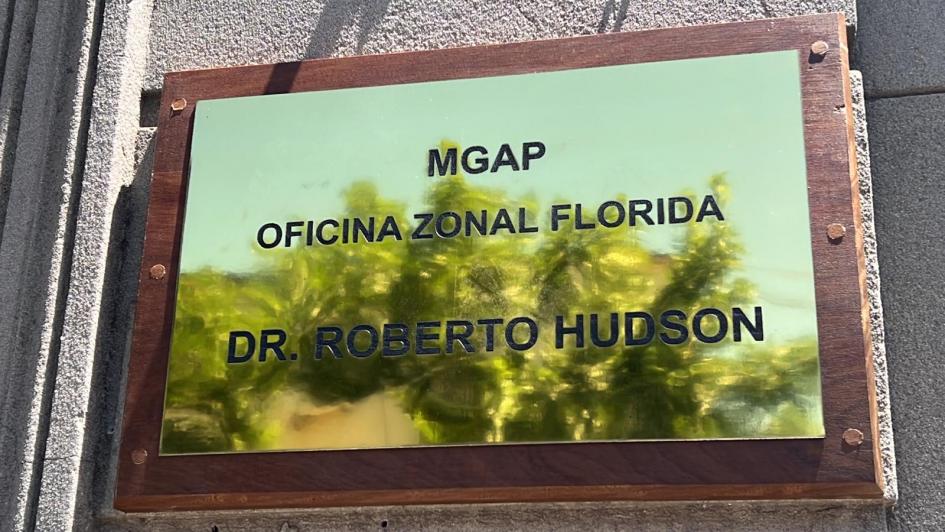 MGAP
OFICINA ZONAL FLORIDA
DR. ROBERTO HUDSON